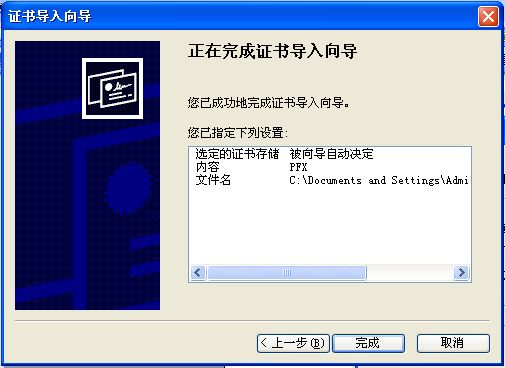 证书导入向导
正在完成证书导入向导
您已成功地完成证书导入向导。
您已指定下列设置:
选定的证书存储 被向导自动决定
内容 PFX
文件名 C:\Documents and Settings\Admi
< 上一步(B) 完成 取消